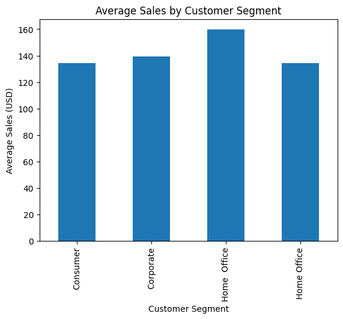 Average Sales by Customer Segment
160
140
120
100
80
60
40
20
0
Average Sales (USD)
Consumer
Corporate
Home  Office
Home Office
Customer Segment